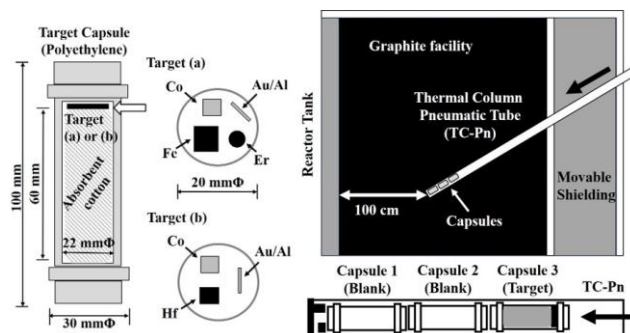 Target Capsule
(Polyethylene)
100 mm
60 mm
Target
(a) or (b)
Absorbent
cotton
22 mmΦ
30 mmΦ
Target (a)
Co
Au/Al
Fe
Er
20 mmΦ
Target (b)
Co
Au/Al
Hf
Reactor Tank
Graphite facility
Thermal Column
Pneumatic Tube
(TC-Pn)
100 cm
Capsules
Movable
Shielding
Capsule 1
(Blank)
Capsule 2
(Blank)
Capsule 3
(Target)
TC-Pn